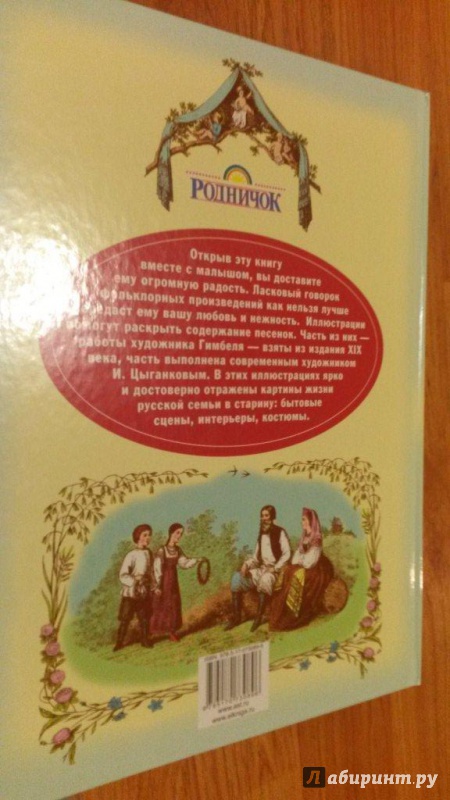 Родничок
Открыв эту книгу
вместе с малышом, вы доставите
ему огромную радость. Ласковый говорок
фольклорных произведений как нельзя лучше
передаст ему вашу любовь и нежность. Иллюстрации
помогут раскрыть содержание песенок. Часть из них —
работы художника Гимбеля — взяты из издания XIX
века, часть выполнена современным художником
И. Цыганковым. В этих иллюстрациях ярко
и достоверно отражены картины жизни
русской семьи в старину: бытовые
сцены, интерьеры, костюмы.
www.ast.ru
Лабиринт.ру